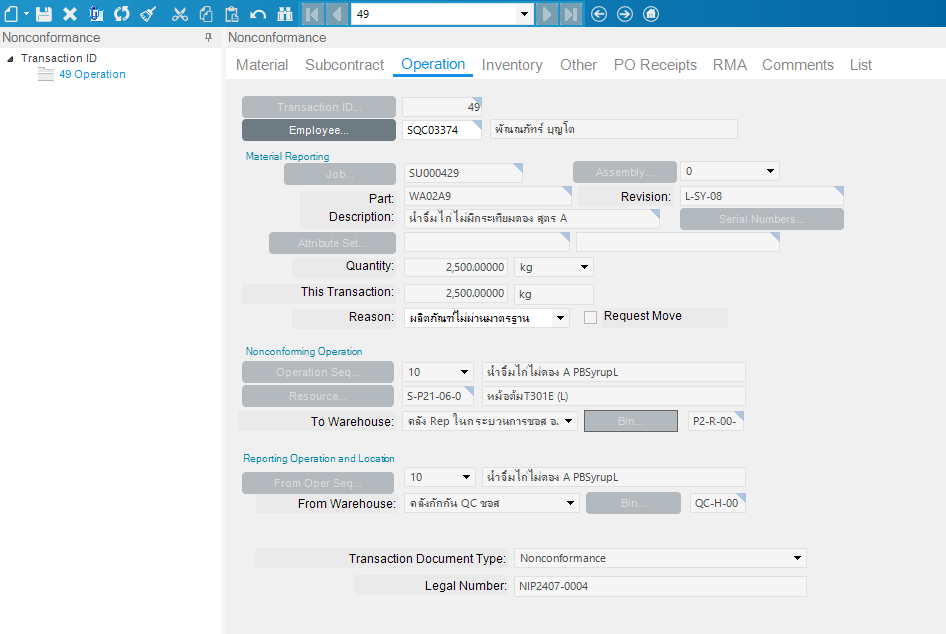 49
Nonconformance
Nonconformance
Transaction ID
49 Operation
Material Subcontract Operation Inventory Other PO Receipts RMA Comments List
Transaction ID... 49
Employee... SQC03374 พัณณภัทร์ บุญโต
Material Reporting
Job... SU000429 Assembly... 0
Part: WA02A9 Revision: L-SY-08
Description: น้ำจิ้มไก่ไม่มีกระเทียมดอง สูตร A Serial Numbers...
Attribute Set...
Quantity: 2,500.00000 kg
This Transaction: 2,500.00000 kg
Reason: ผลิตภัณฑ์ไม่ผ่านมาตรฐาน Request Move
Nonconforming Operation
Operation Seq... 10 น้ำจิ้มไก่ไม่ดอง A PBSyrupL
Resource... S-P21-06-0 หม้อต้มT301E (L)
To Warehouse: คลัง Rep ในกระบวนการซอส อ. Bin... P2-R-00-
Reporting Operation and Location
From Oper Seq... 10 น้ำจิ้มไก่ไม่ดอง A PBSyrupL
From Warehouse: คลังกักกัน QC ซอส Bin... QC-H-00
Transaction Document Type: Nonconformance
Legal Number: NIP2407-0004